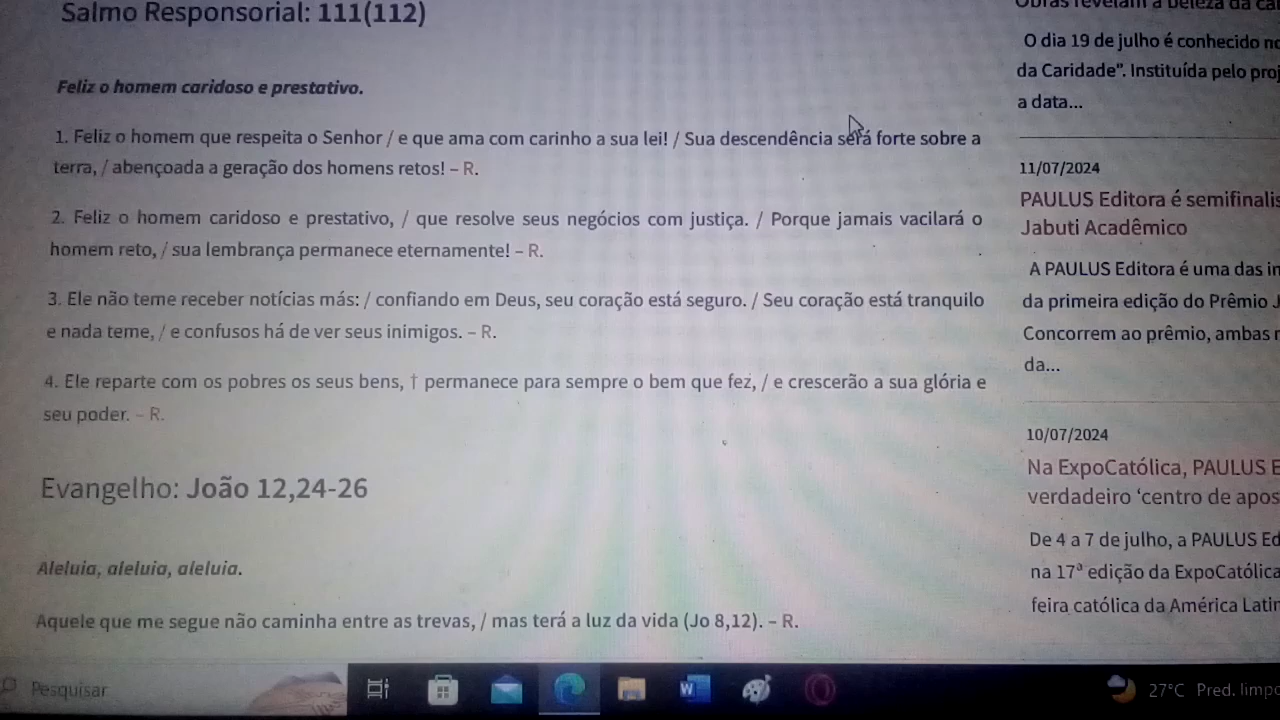 Salmo Responsorial: 111(112)
Feliz o homem caridoso e prestativo.
1. Feliz o homem que respeita o Senhor / e que ama com carinho a sua lei! / Sua descendência será forte sobre a
terra, / abençoada a geração dos homens retos! – R.
2. Feliz o homem caridoso e prestativo, / que resolve seus negócios com justiça. / Porque jamais vacilará o
homem reto, / sua lembrança permanece eternamente! – R.
3. Ele não teme receber notícias más: / confiando em Deus, seu coração está seguro. / Seu coração está tranquilo
e nada teme, / e confusos há de ver seus inimigos. – R.
4. Ele reparte com os pobres os seus bens, † permanece para sempre o bem que fez, / e crescerão a sua glória e
seu poder. – R.
Evangelho: João 12,24-26
Aleluia, aleluia, aleluia.
Aquele que me segue não caminha entre as trevas, / mas terá a luz da vida (Jo 8,12). – R.
Obras revelam a beleza da
O dia 19 de julho é conhecido
da Caridade”. Instituída pelo
a data...
11/07/2024
PAULUS Editora é
Jabuti Acadêmico
A PAULUS Editora é uma das
da primeira edição do Prêmio
Concorrem ao prêmio, ambas
da...
10/07/2024
Na ExpoCatólica, PAULUS
verdadeiro ‘centro de
De 4 a 7 de julho, a PAULUS
na 17ª edição da ExpoCatólica
feira católica da América
Pesquisar
27°C Pred.